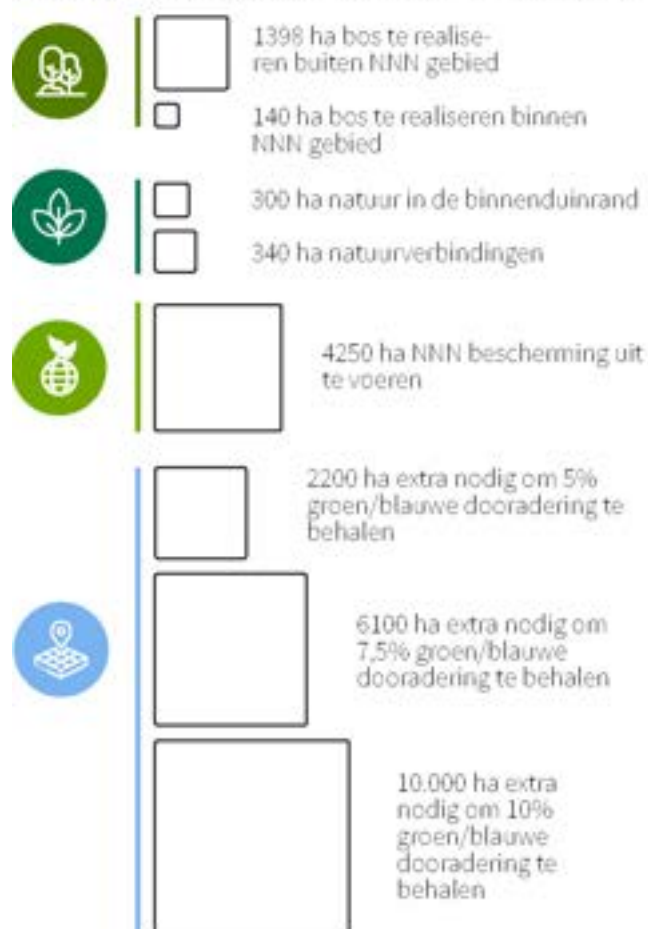 1398 ha bos te realise-
ren buiten NNN gebied
140 ha bos te realiseren binnen
NNN gebied
300 ha natuur in de binnenduinrand
340 ha natuurverbindingen
4250 ha NNN bescherming uit
te voeren
2200 ha extra nodig om 5%
groen/blauwe dooradering te
behalen
6100 ha extra nodig om
7,5% groen/blauwe
dooradering te behalen
10.000 ha extra
nodig om 10%
groen/blauwe
dooradering te
behalen